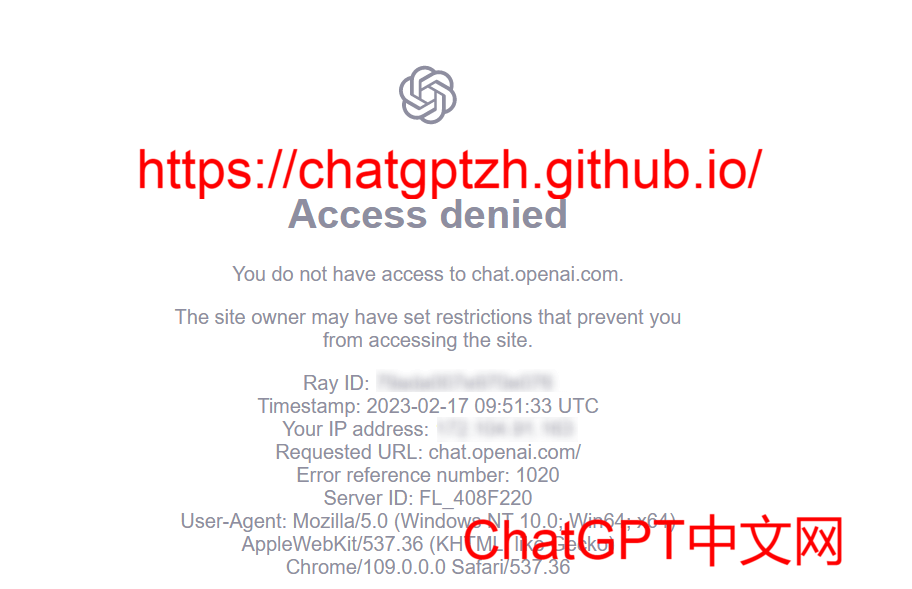 https://chatgptzh.github.io/
Access denied
You do not have access to chat.openai.com.
The site owner may have set restrictions that prevent you
from accessing the site.
Ray ID:
Timestamp: 2023-02-17 09:51:33 UTC
Your IP address:
Requested URL: chat.openai.com/
Error reference number: 1020
Server ID: FL_408F220
User-Agent: Mozilla/5.0 (Windows NT 10.0; Win64; x64)
ChatGPT中文网
AppleWebKit/537.36 (KHTML, like Gecko)
Chrome/109.0.0.0 Safari/537.36